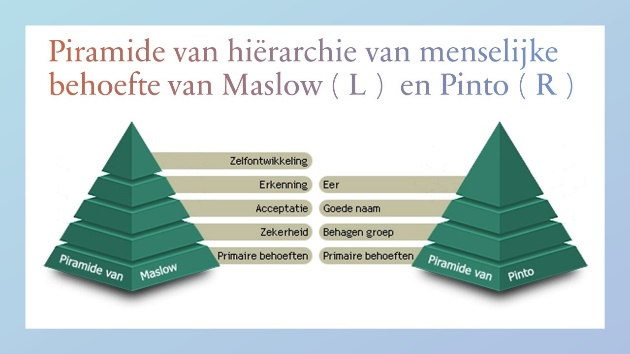 Piramide van hiërarchie van menselijke
behoefte van Maslow ( L )  en Pinto ( R )
Zelfontwikkeling
Erkenning
Acceptatie
Zekerheid
Primaire behoeften
Piramide van Maslow
Eer
Goede naam
Behagen groep
Primaire behoeften
Piramide van Pinto